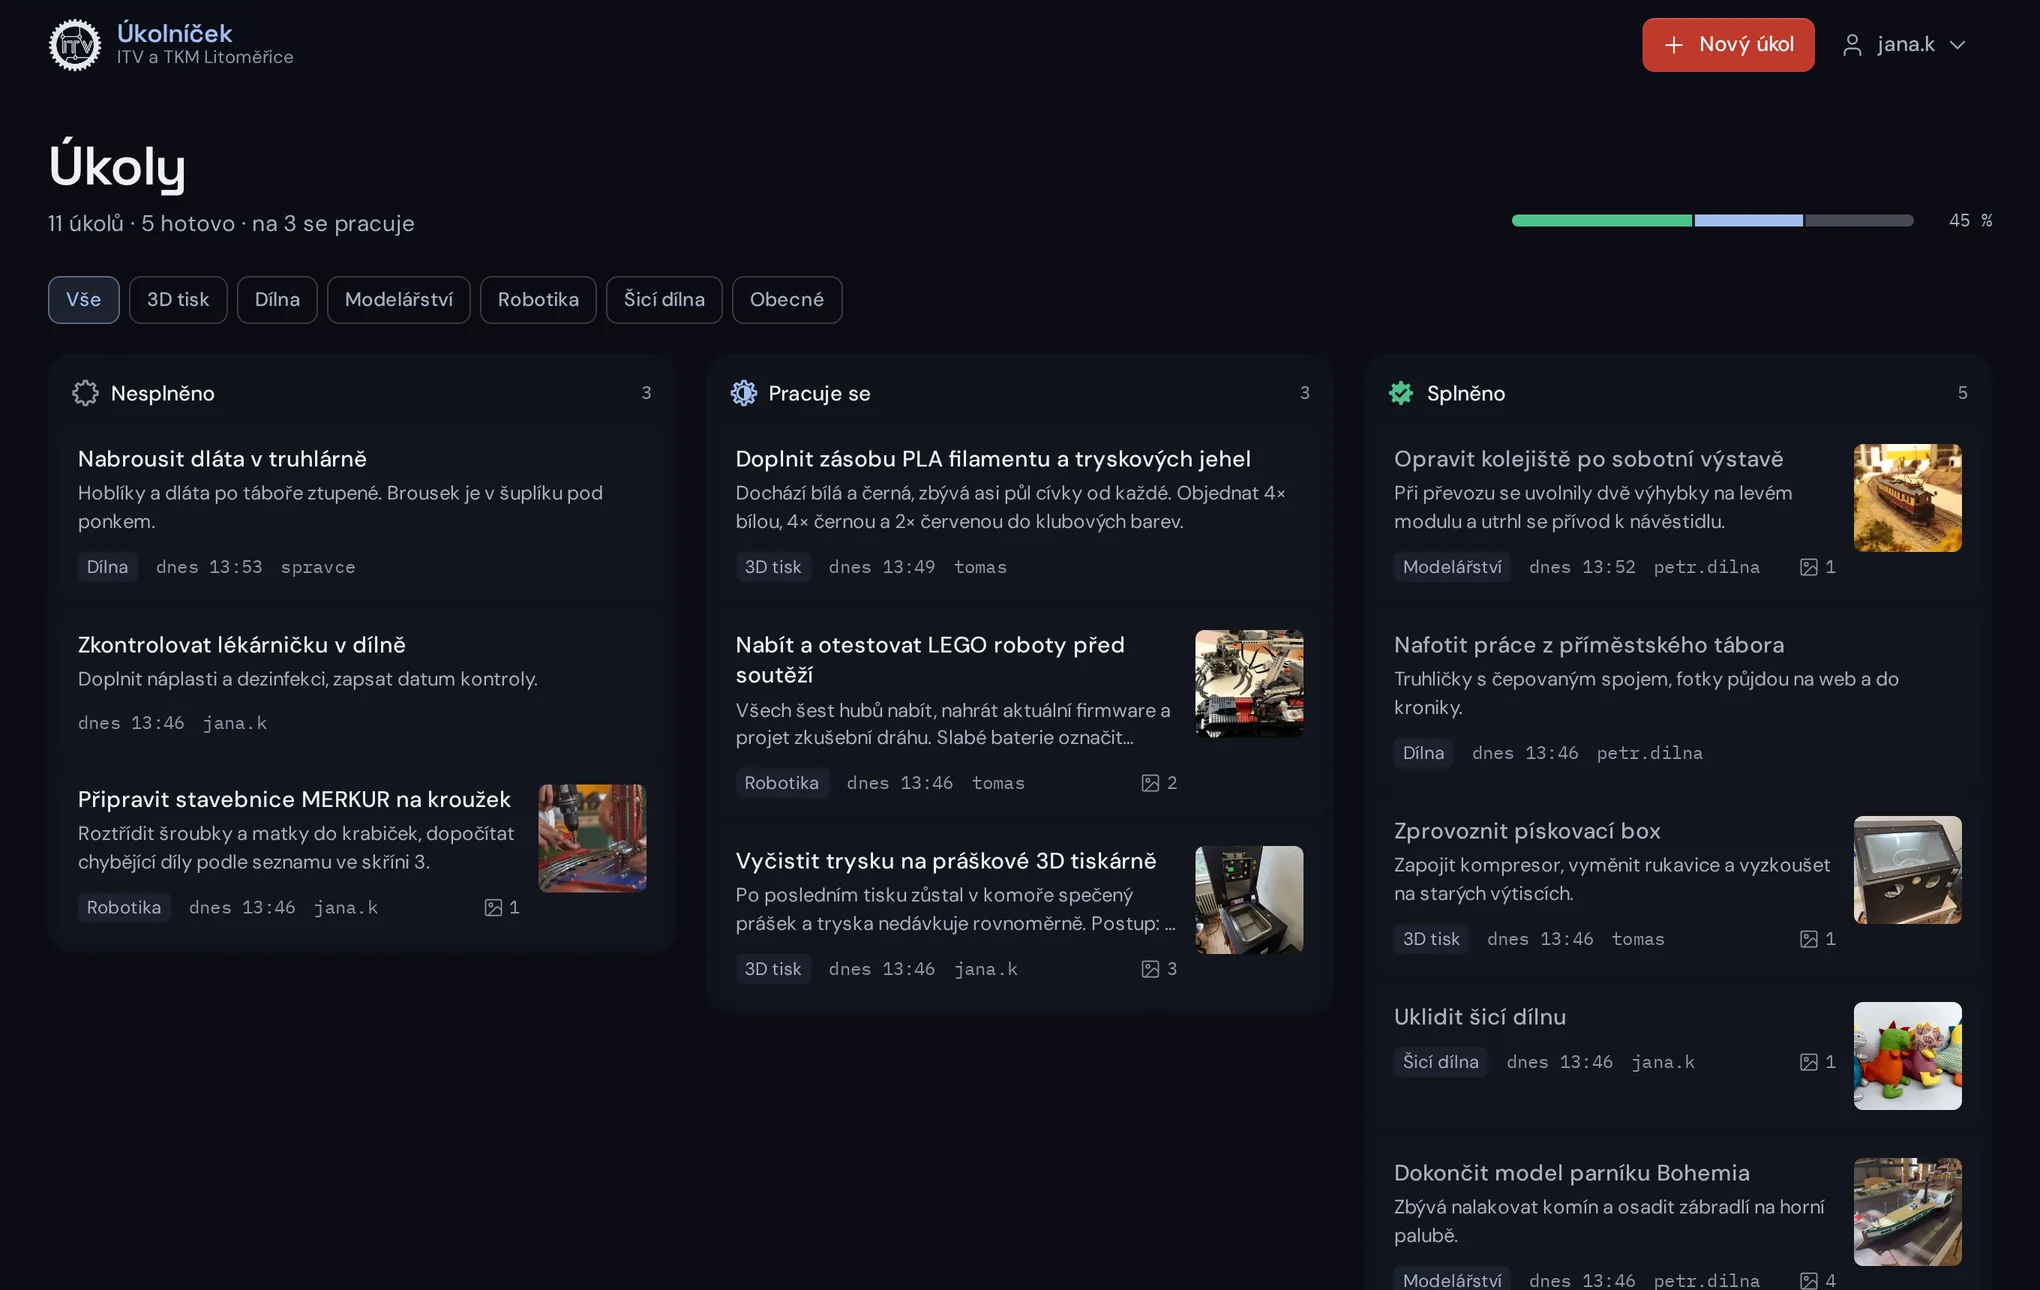 ITV
Úkolníček
ITV a TKM Litoměřice
Nový úkol
jana.k
Úkoly
11 úkolů · 5 hotovo · na 3 se pracuje
45 %
Vše
3D tisk
Dílna
Modelářství
Robotika
Šicí dílna
Obecné
Nesplněno
3
Nabrousit dláta v truhlárně
Hoblíky a dláta po táboře ztupené. Brousek je v šuplíku pod
ponkem.
Dílna dnes 13:53 spravce
Zkontrolovat lékárničku v dílně
Doplnit náplasti a dezinfekci, zapsat datum kontroly.
dnes 13:46 jana.k
Připravit stavebnice MERKUR na kroužek
Roztřídit šroubky a matky do krabiček, dopočítat
chybějící díly podle seznamu ve skříni 3.
Robotika dnes 13:46 jana.k 1
Pracuje se
3
Doplnit zásobu PLA filamentu a tryskových jehel
Dochází bílá a černá, zbývá asi půl cívky od každé. Objednat 4×
bílou, 4× černou a 2× červenou do klubových barev.
3D tisk dnes 13:49 tomas
Nabít a otestovat LEGO roboty před
soutěží
Všech šest hubů nabít, nahrát aktuální firmware a
projet zkušební dráhu. Slabé baterie označit…
Robotika dnes 13:46 tomas 2
Vyčistit trysku na práškové 3D tiskárně
Po posledním tisku zůstal v komoře spečený
prášek a tryska nedávkuje rovnoměrně. Postup: …
3D tisk dnes 13:46 jana.k 3
Splněno
5
Opravit kolejiště po sobotní výstavě
Při převozu se uvolnily dvě výhybky na levém
modulu a utrhl se přívod k návěstidlu.
Modelářství dnes 13:52 petr.dilna 1
Nafotit práce z příměstského tábora
Truhličky s čepovaným spojem, fotky půjdou na web a do
kroniky.
Dílna dnes 13:46 petr.dilna
Zprovoznit pískovací box
Zapojit kompresor, vyměnit rukavice a vyzkoušet
na starých výtiscích.
3D tisk dnes 13:46 tomas 1
Uklidit šicí dílnu
Šicí dílna dnes 13:46 jana.k 1
Dokončit model parníku Bohemia
Zbývá nalakovat komín a osadit zábradlí na horní
palubě.
Modelářství dnes 13:46 petr.dilna 4